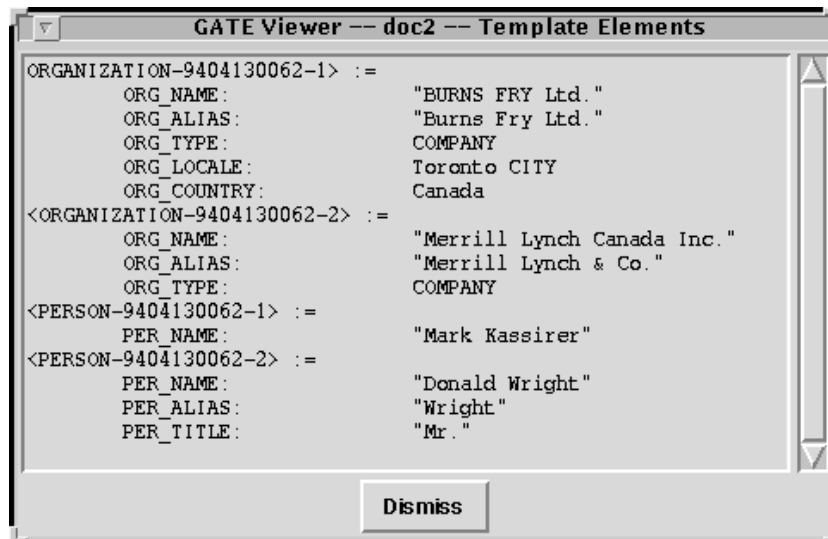 GATE Viewer -- doc2 -- Template Elements
ORGANIZATION-9404130062-1> :=
ORG_NAME: "BURNS FRY Ltd."
ORG_ALIAS: "Burns Fry Ltd."
ORG_TYPE: COMPANY
ORG_LOCALE: Toronto CITY
ORG_COUNTRY: Canada
<ORGANIZATION-9404130062-2> :=
ORG_NAME: "Merrill Lynch Canada Inc."
ORG_ALIAS: "Merrill Lynch & Co."
ORG_TYPE: COMPANY
<PERSON-9404130062-1> :=
PER_NAME: "Mark Kassirer"
<PERSON-9404130062-2> :=
PER_NAME: "Donald Wright"
PER_ALIAS: "Wright"
PER_TITLE: "Mr."
Dismiss